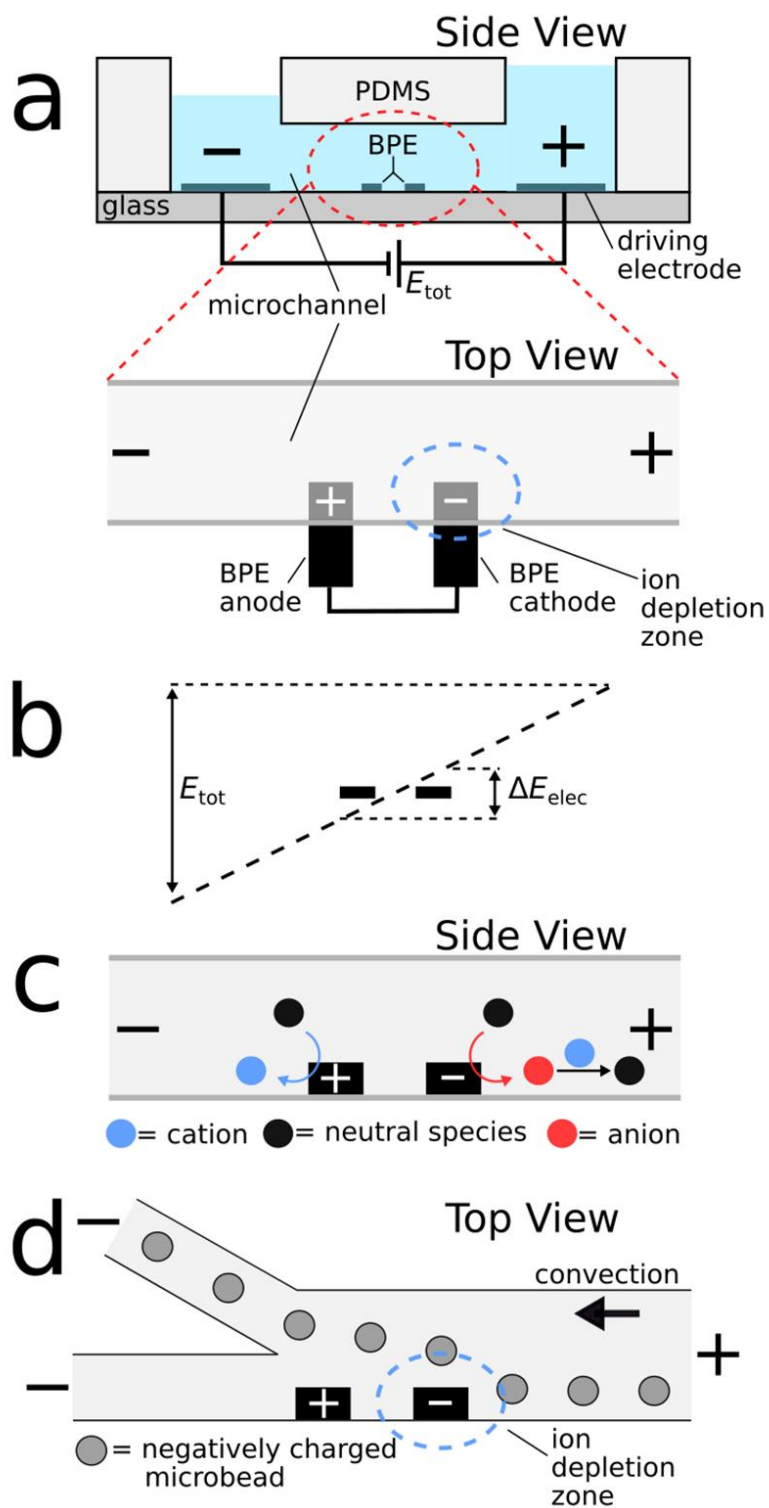 a
Side View
PDMS
BPE
−
+
glass
driving
electrode
E_tot
microchannel
Top View
−
+
+
−
BPE
anode
BPE
cathode
ion
depletion
zone
b
E_tot
ΔE_elec
c
Side View
−
+
+
−
= cation
= neutral species
= anion
d
−
Top View
convection
+
−
+
−
= negatively charged
microbead
ion
depletion
zone